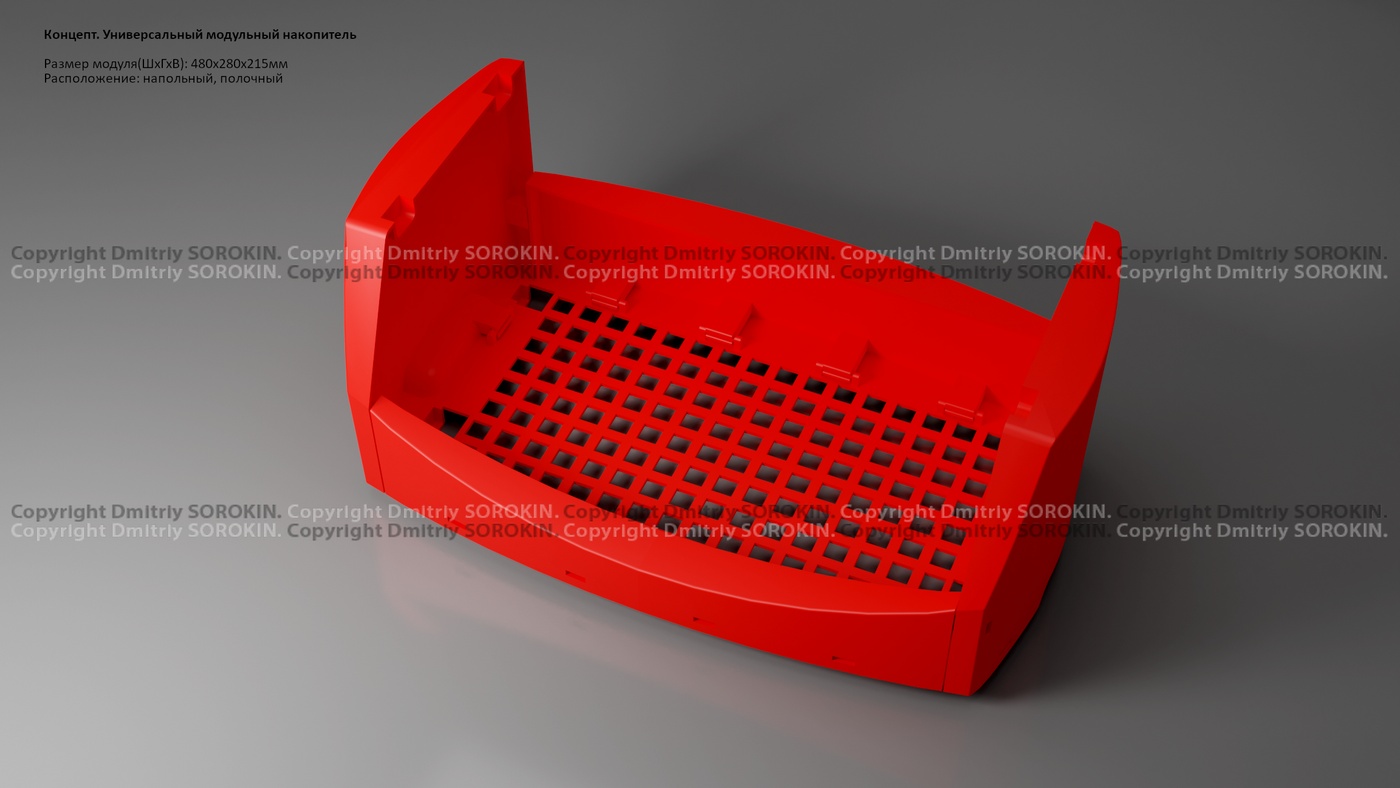 Концепт. Универсальный модульный накопитель
Размер модуля(ШхГхВ): 480х280х215мм
Расположение: напольный, полочный
Copyright Dmitriy SOROKIN. Copyright Dmitriy SOROKIN. Copyright Dmitriy SOROKIN. Copyright Dmitriy SOROKIN. Copyright Dmitriy SOROKIN.
Copyright Dmitriy SOROKIN. Copyright Dmitriy SOROKIN. Copyright Dmitriy SOROKIN. Copyright Dmitriy SOROKIN. Copyright Dmitriy SOROKIN.
Copyright Dmitriy SOROKIN. Copyright Dmitriy SOROKIN. Copyright Dmitriy SOROKIN. Copyright Dmitriy SOROKIN. Copyright Dmitriy SOROKIN.
Copyright Dmitriy SOROKIN. Copyright Dmitriy SOROKIN. Copyright Dmitriy SOROKIN. Copyright Dmitriy SOROKIN. Copyright Dmitriy SOROKIN.